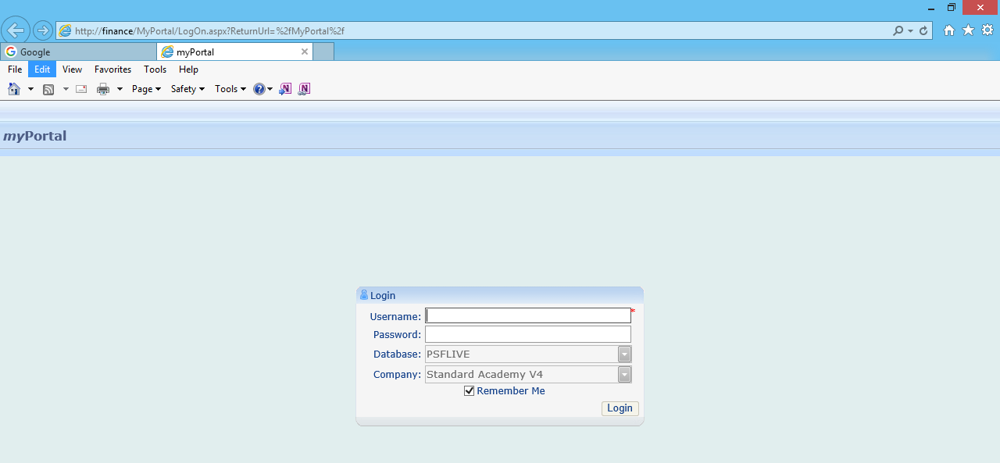 http://finance/MyPortal/LogOn.aspx?ReturnUrl=%2fMyPortal%2f
Google
myPortal
File Edit View Favorites Tools Help
Page Safety Tools
myPortal
Login
Username: *
Password:
Database: PSFLIVE
Company: Standard Academy V4
Remember Me
Login